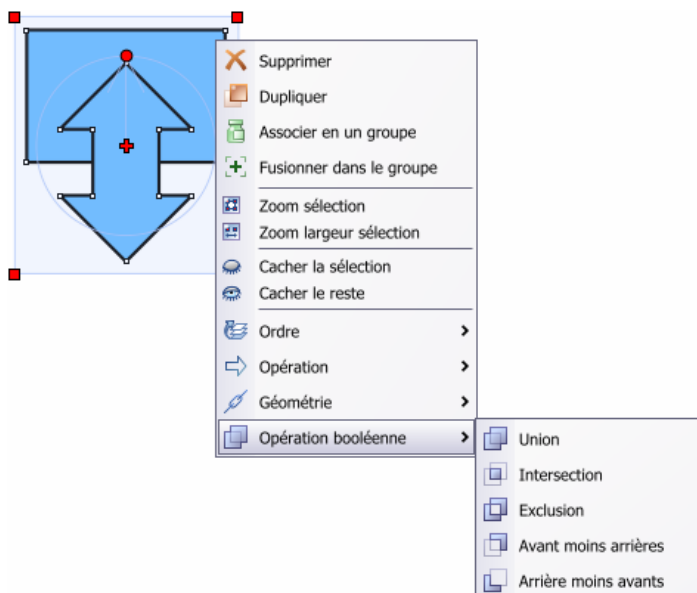 Supprimer
Dupliquer
Associer en un groupe
Fusionner dans le groupe
Zoom sélection
Zoom largeur sélection
Cacher la sélection
Cacher le reste
Ordre
Opération
Géométrie
Opération booléenne
Union
Intersection
Exclusion
Avant moins arrières
Arrière moins avants